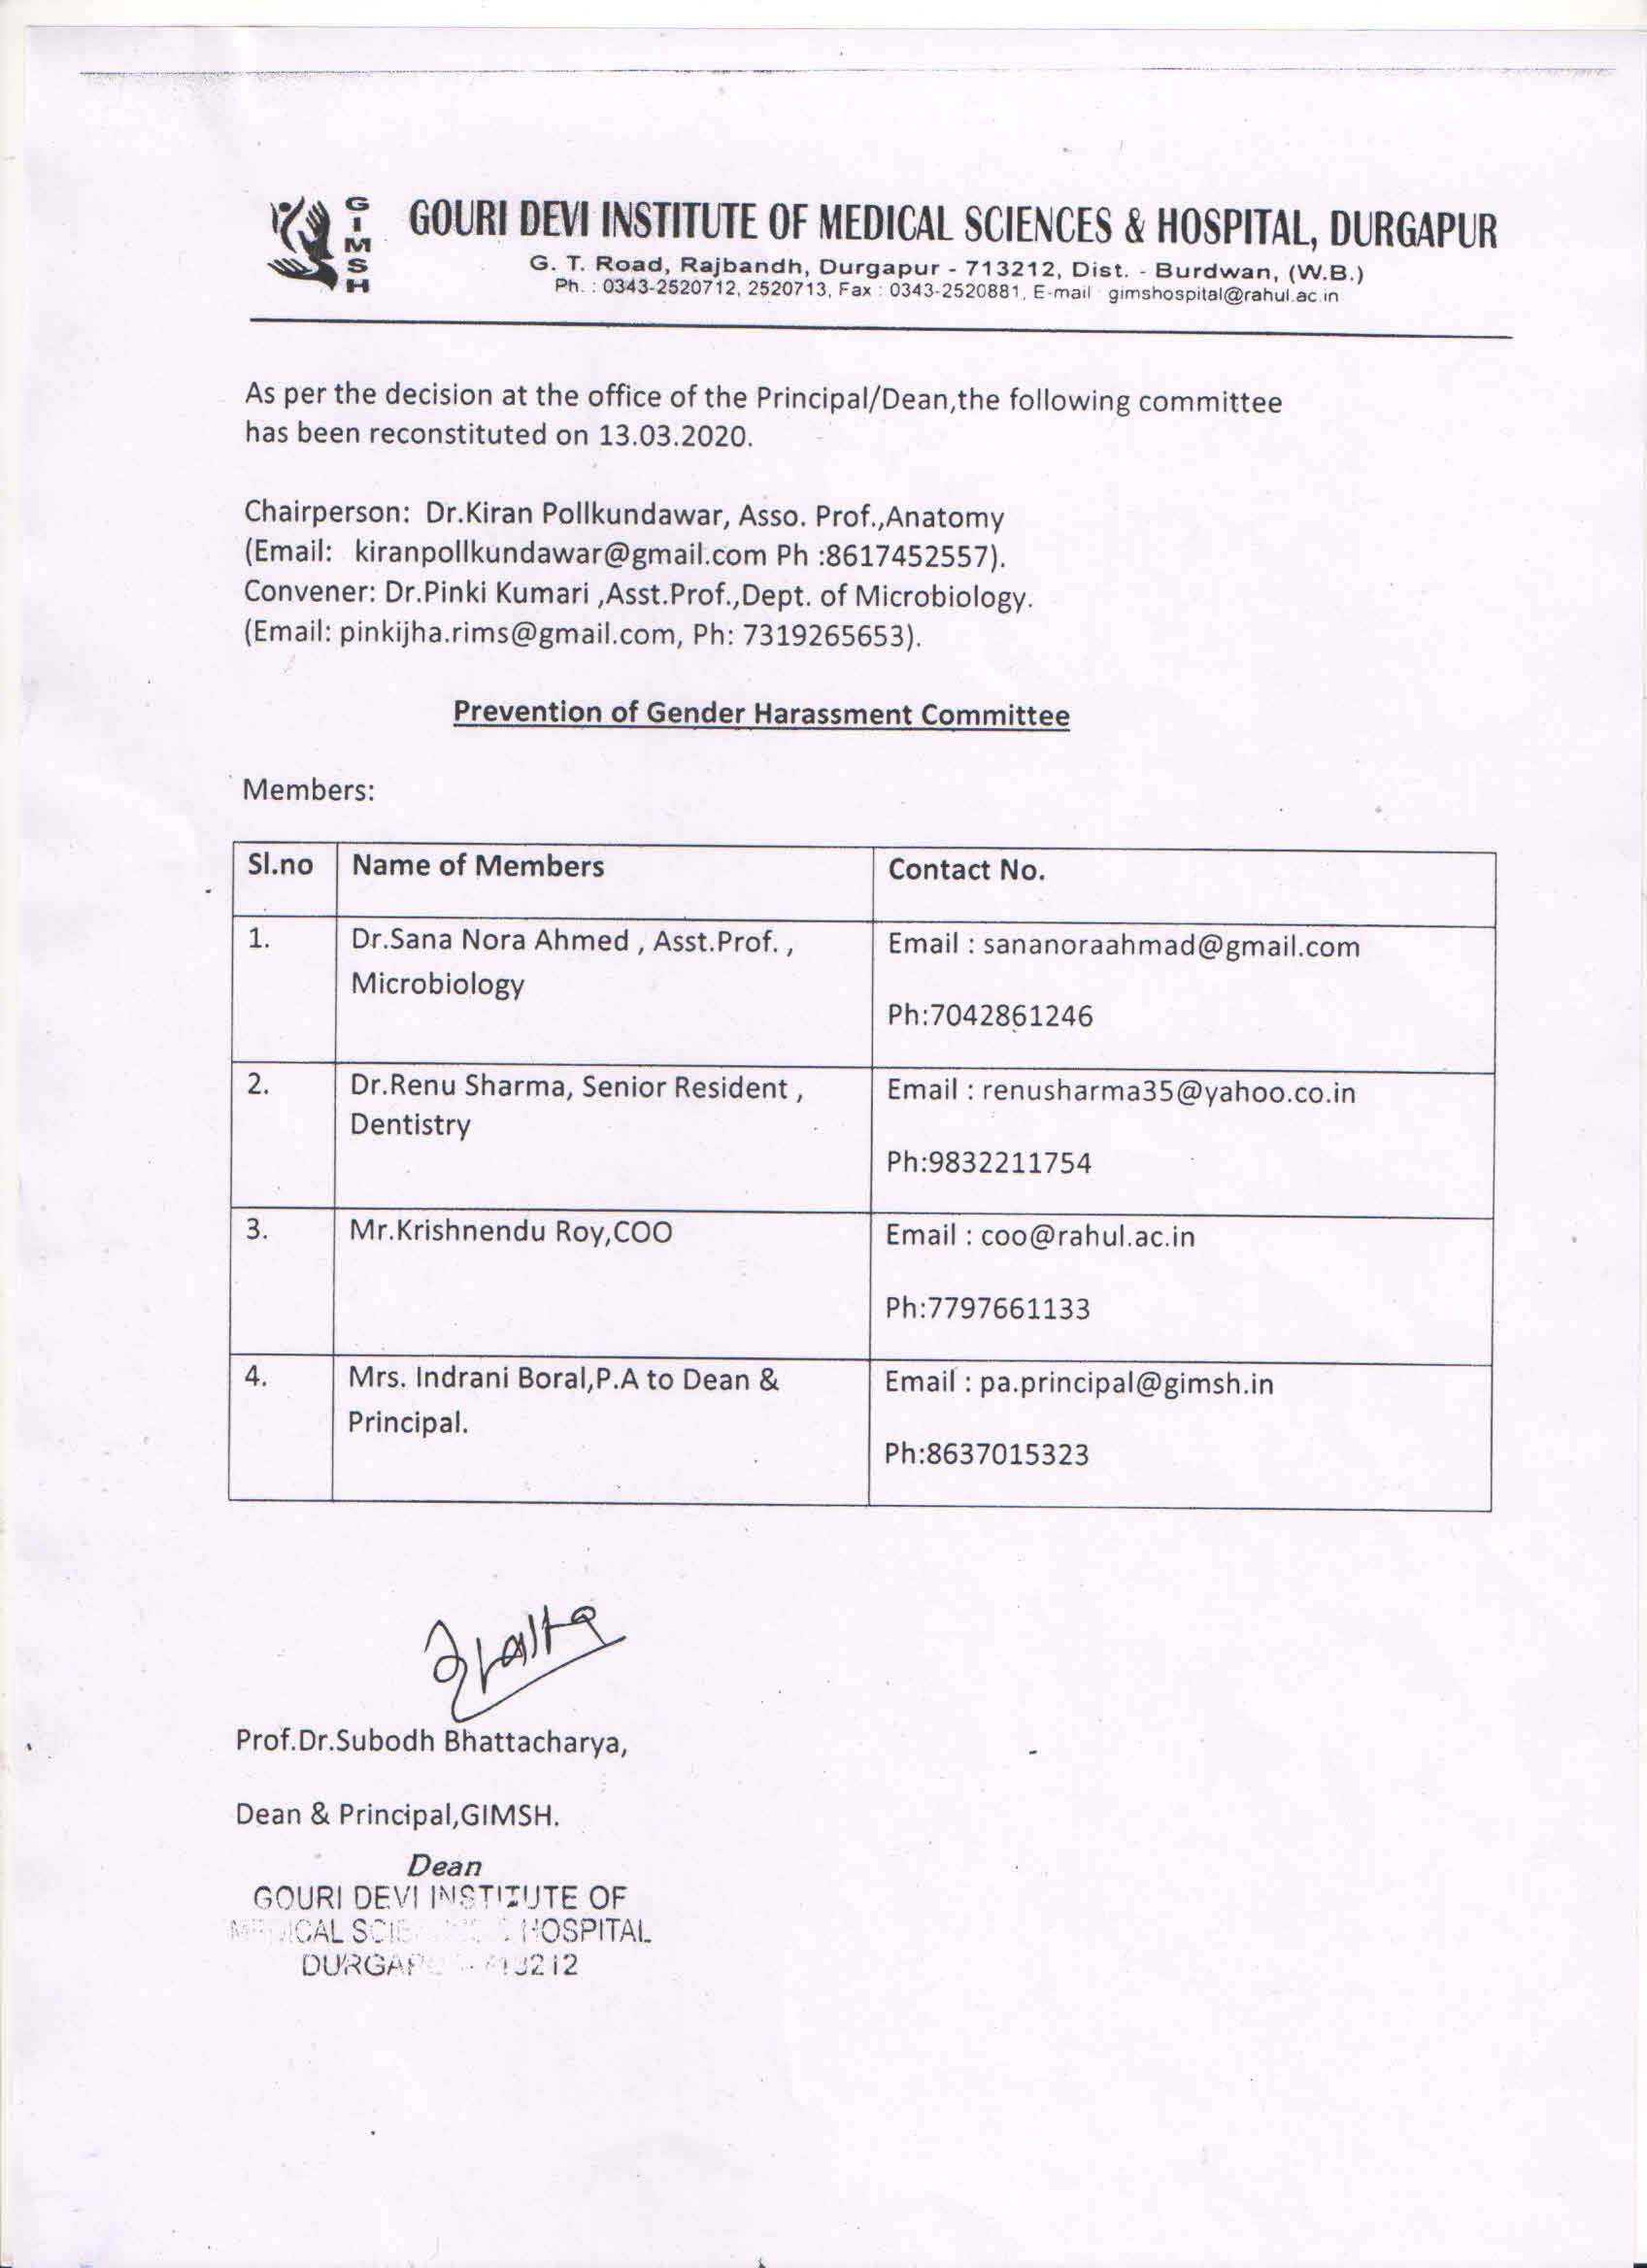 GIMSH
GOURI DEVI INSTITUTE OF MEDICAL SCIENCES & HOSPITAL, DURGAPUR
G. T. Road, Rajbandh, Durgapur - 713212, Dist. - Burdwan, (W.B.)
Ph. : 0343-2520712, 2520713, Fax : 0343-2520881, E-mail : gimshospital@rahul.ac.in
As per the decision at the office of the Principal/Dean,the following committee
has been reconstituted on 13.03.2020.
Chairperson: Dr.Kiran Pollkundawar, Asso. Prof.,Anatomy
(Email: kiranpollkundawar@gmail.com Ph :8617452557).
Convener: Dr.Pinki Kumari ,Asst.Prof.,Dept. of Microbiology.
(Email: pinkijha.rims@gmail.com, Ph: 7319265653).
Prevention of Gender Harassment Committee
Members:
Sl.no Name of Members Contact No.
1. Dr.Sana Nora Ahmed , Asst.Prof. , Email : sananoraahmad@gmail.com
Microbiology
Ph:7042861246
2. Dr.Renu Sharma, Senior Resident , Email : renusharma35@yahoo.co.in
Dentistry
Ph:9832211754
3. Mr.Krishnendu Roy,COO Email : coo@rahul.ac.in
Ph:7797661133
4. Mrs. Indrani Boral,P.A to Dean & Email : pa.principal@gimsh.in
Principal.
Ph:8637015323
Prof.Dr.Subodh Bhattacharya,
Dean & Principal,GIMSH.
Dean
GOURI DEVI INSTITUTE OF
HOSPITAL